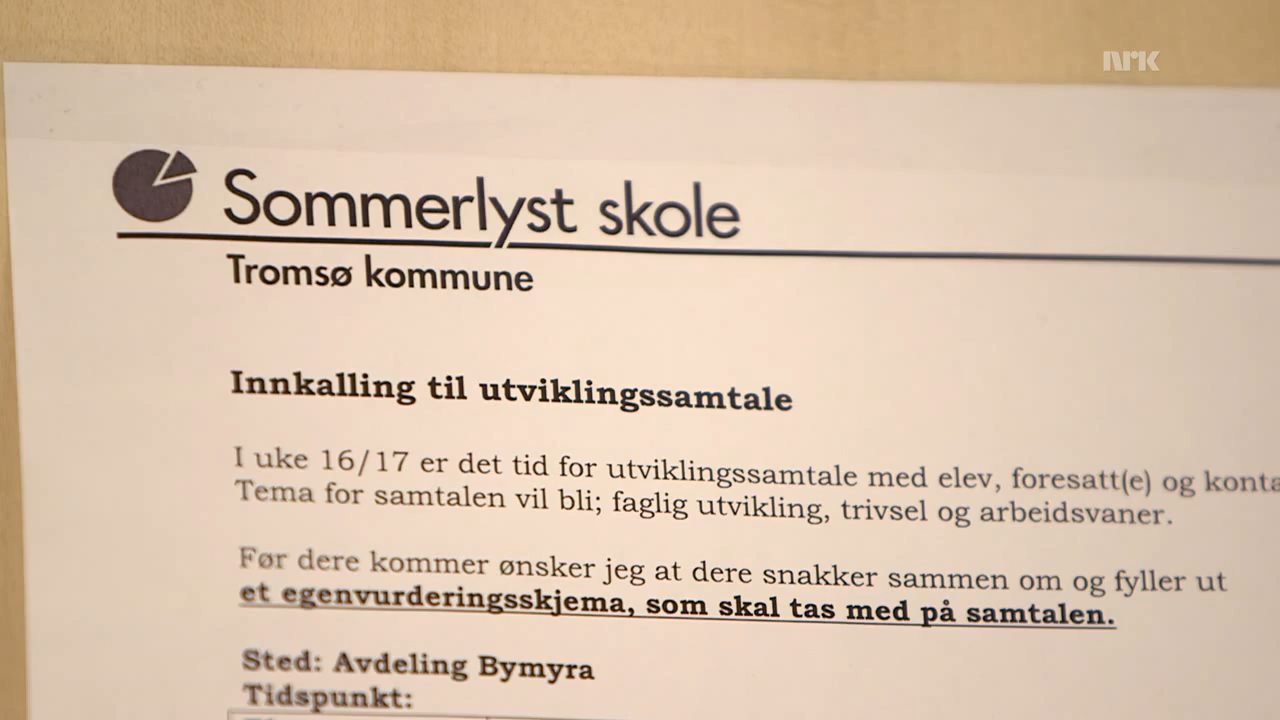 nrk
Sommerlyst skole
Tromsø kommune
Innkalling til utviklingssamtale
I uke 16/17 er det tid for utviklingssamtale med elev, foresatt(e) og konta
Tema for samtalen vil bli; faglig utvikling, trivsel og arbeidsvaner.
Før dere kommer ønsker jeg at dere snakker sammen om og fyller ut
et egenvurderingsskjema, som skal tas med på samtalen.
Sted: Avdeling Bymyra
Tidspunkt: